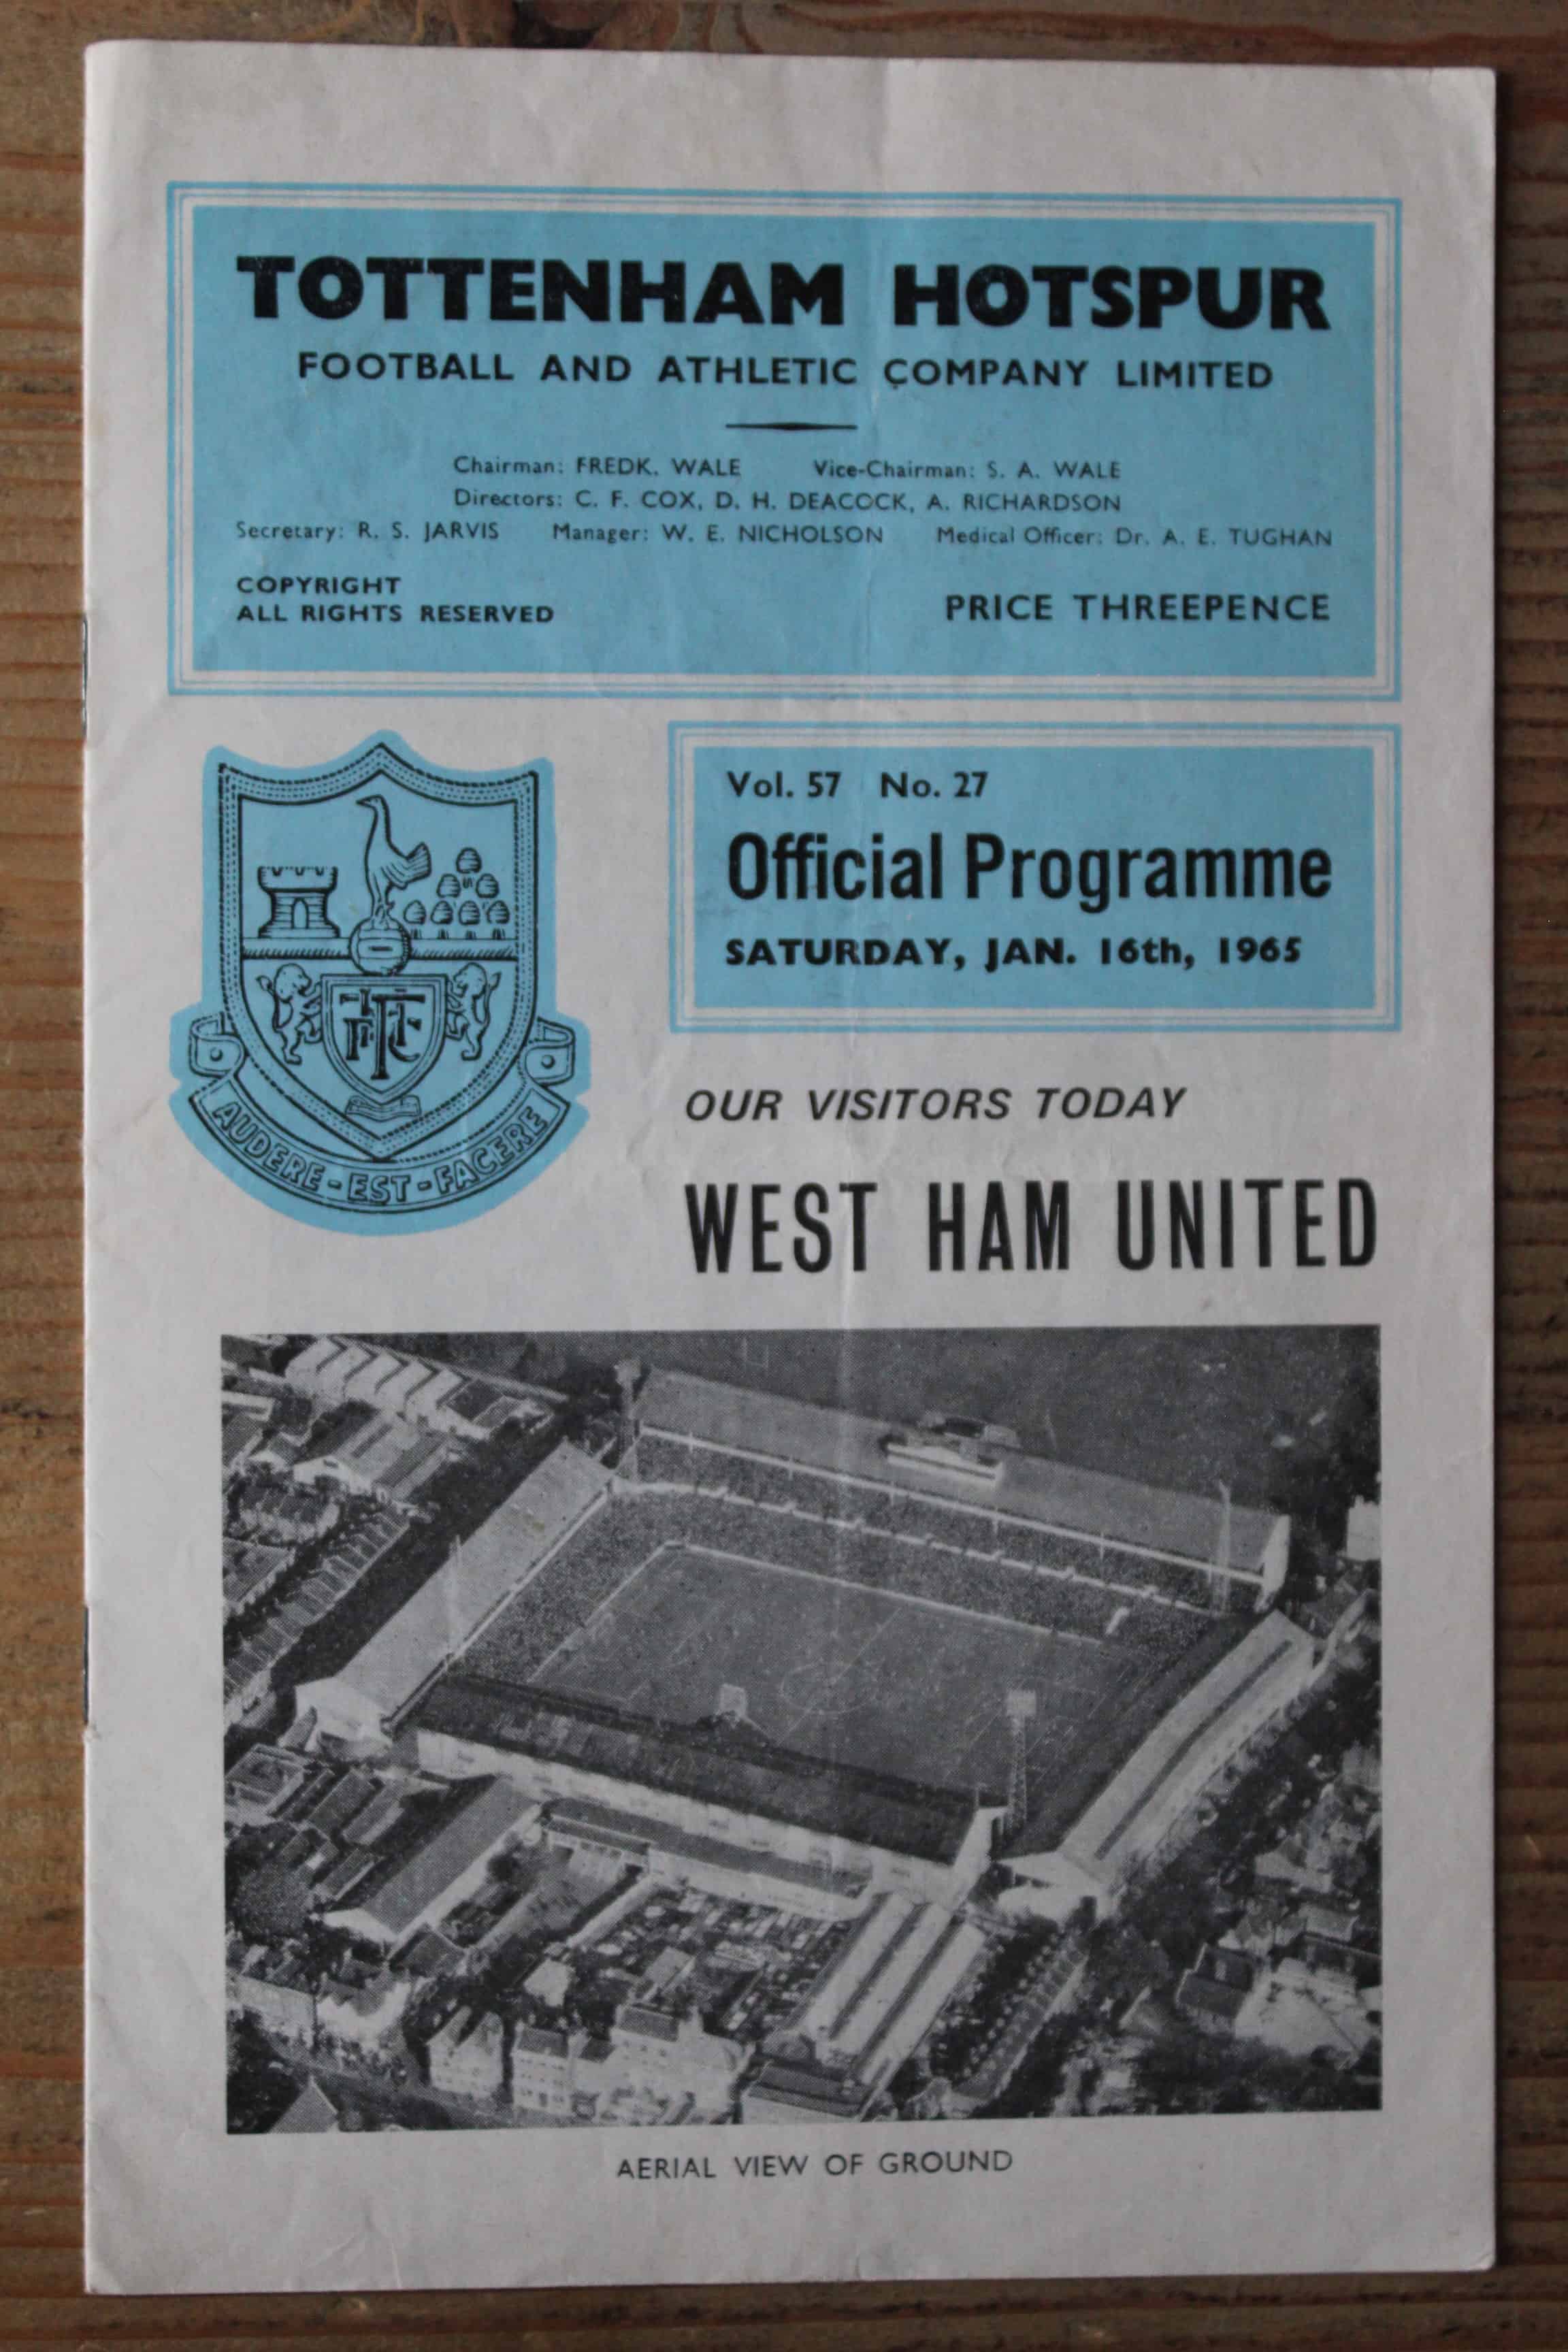 TOTTENHAM HOTSPUR
FOOTBALL AND ATHLETIC COMPANY LIMITED
Chairman: FREDK. WALE Vice-Chairman: S. A. WALE
Directors: C. F. COX, D. H. DEACOCK, A. RICHARDSON
Secretary: R. S. JARVIS Manager: W. E. NICHOLSON Medical Officer: Dr. A. E. TUGHAN
COPYRIGHT
ALL RIGHTS RESERVED
PRICE THREEPENCE
Vol. 57 No. 27
Official Programme
SATURDAY, JAN. 16th, 1965
AUDERE-EST-FACERE
OUR VISITORS TODAY
WEST HAM UNITED
AERIAL VIEW OF GROUND